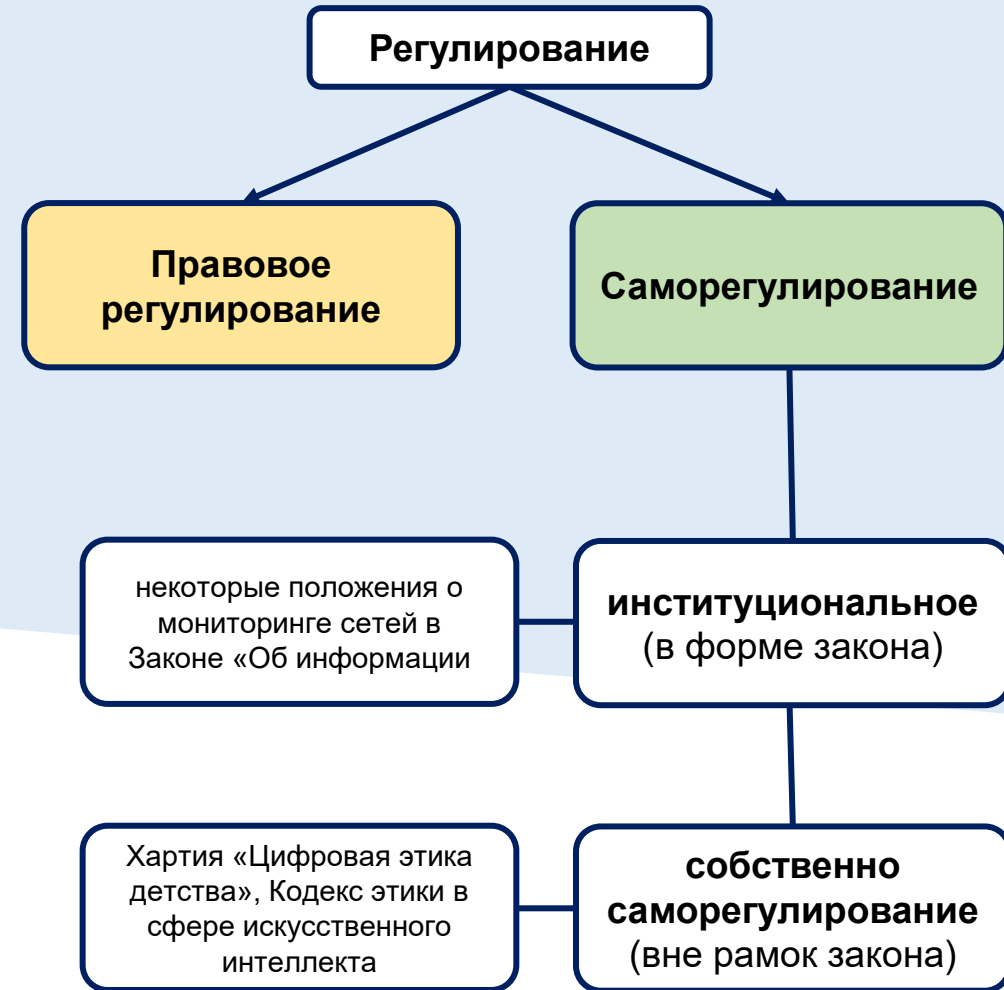 Регулирование
Правовое
регулирование
Саморегулирование
некоторые положения о
мониторинге сетей в
Законе «Об информации
институциональное
(в форме закона)
Хартия «Цифровая этика
детства», Кодекс этики в
сфере искусственного
интеллекта
собственно
саморегулирование
(вне рамок закона)